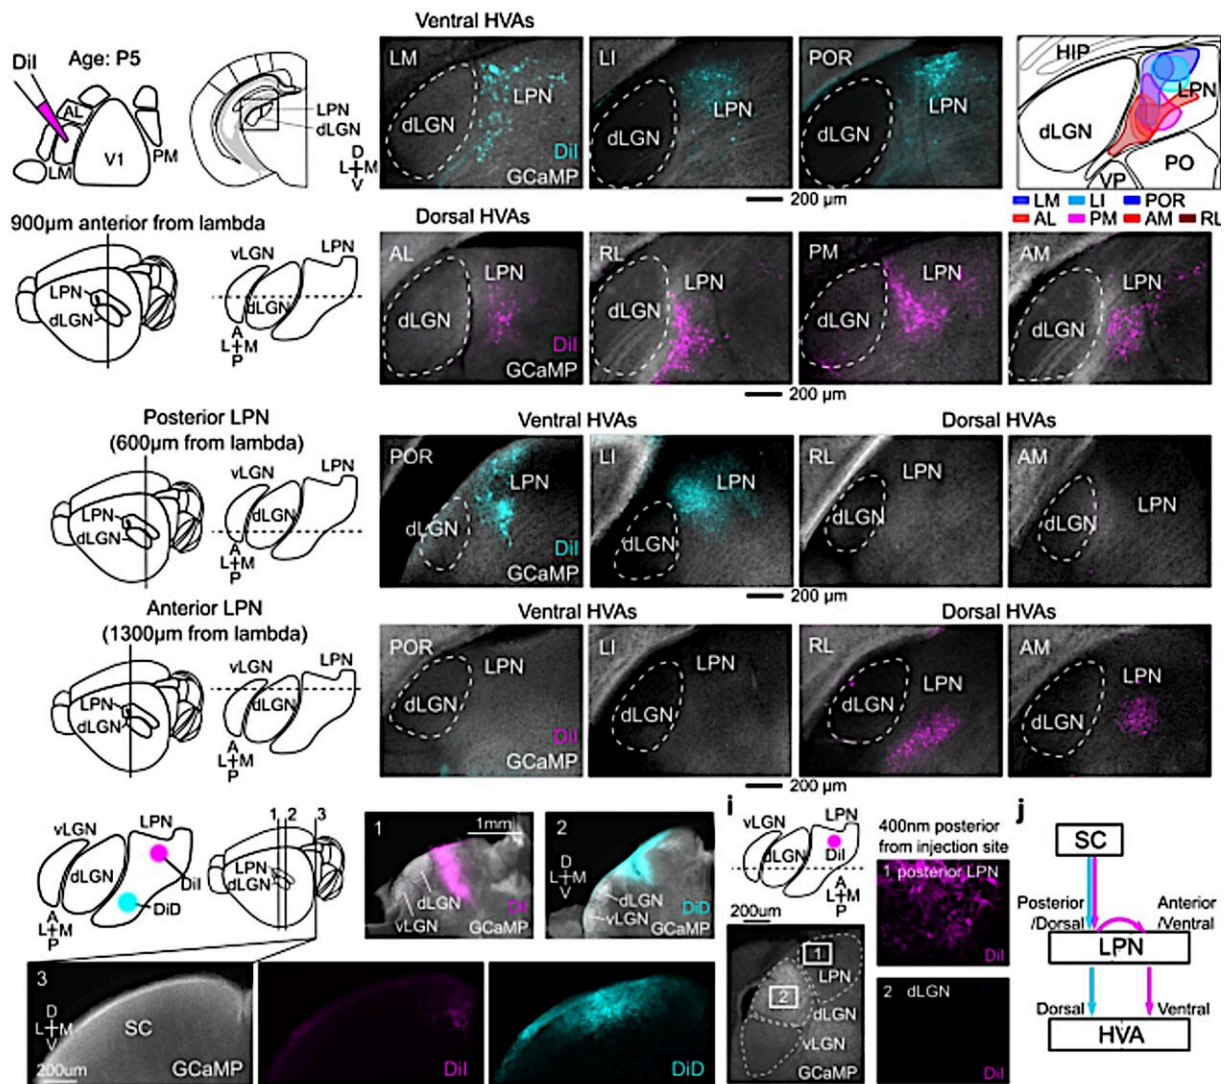 Ventral HVAs
DiI
Age: P5
AL
LM
V1
PM
LPN
dLGN
D
L M
V
LM
LPN
dLGN
DiI
GCaMP
LI
LPN
dLGN
POR
LPN
dLGN
200 µm
HIP
LPN
dLGN
VP
PO
LM LI POR
AL PM AM RL
900µm anterior from lambda
LPN
dLGN
vLGN
LPN
dLGN
A
L M
P
Dorsal HVAs
AL
LPN
dLGN
DiI
GCaMP
RL
LPN
dLGN
PM
LPN
dLGN
AM
LPN
dLGN
200 µm
Posterior LPN
(600µm from lambda)
LPN
dLGN
vLGN
LPN
dLGN
A
L M
P
Ventral HVAs
Dorsal HVAs
POR
LPN
dLGN
DiI
GCaMP
LI
LPN
dLGN
RL
LPN
dLGN
AM
LPN
dLGN
200 µm
Anterior LPN
(1300µm from lambda)
LPN
dLGN
vLGN
LPN
dLGN
A
L M
P
Ventral HVAs
Dorsal HVAs
POR
LPN
dLGN
DiI
GCaMP
LI
LPN
dLGN
RL
LPN
dLGN
AM
LPN
dLGN
200 µm
vLGN
LPN
dLGN
DiI
DiD
A
L M
P
1 2 3
LPN
dLGN
1
1mm
dLGN
vLGN
DiI
GCaMP
2
D
L M
V
dLGN
vLGN
DiD
GCaMP
3
D
L M
V
SC
200um
GCaMP
DiI
DiD
i
vLGN
LPN
DiI
dLGN
A
L M
P
200um
1
2
LPN
dLGN
vLGN
GCaMP
400nm posterior
from injection site
1 posterior LPN
DiI
2 dLGN
DiI
j
SC
Posterior
/Dorsal
Anterior
/Ventral
LPN
Dorsal
Ventral
HVA